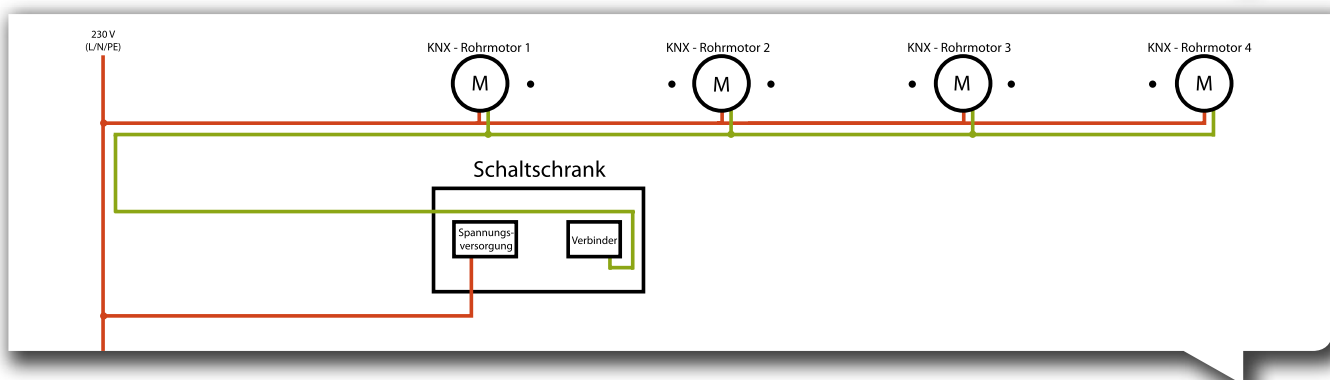 230 V
(L/N/PE)
KNX - Rohrmotor 1
KNX - Rohrmotor 2
KNX - Rohrmotor 3
KNX - Rohrmotor 4
M
M
M
M
Schaltschrank
Spannungs-
versorgung
Verbinder